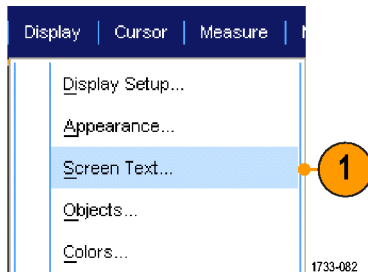 Display Cursor Measure
Display Setup...
Appearance...
Screen Text...
1
Objects...
Colors...
1733-082